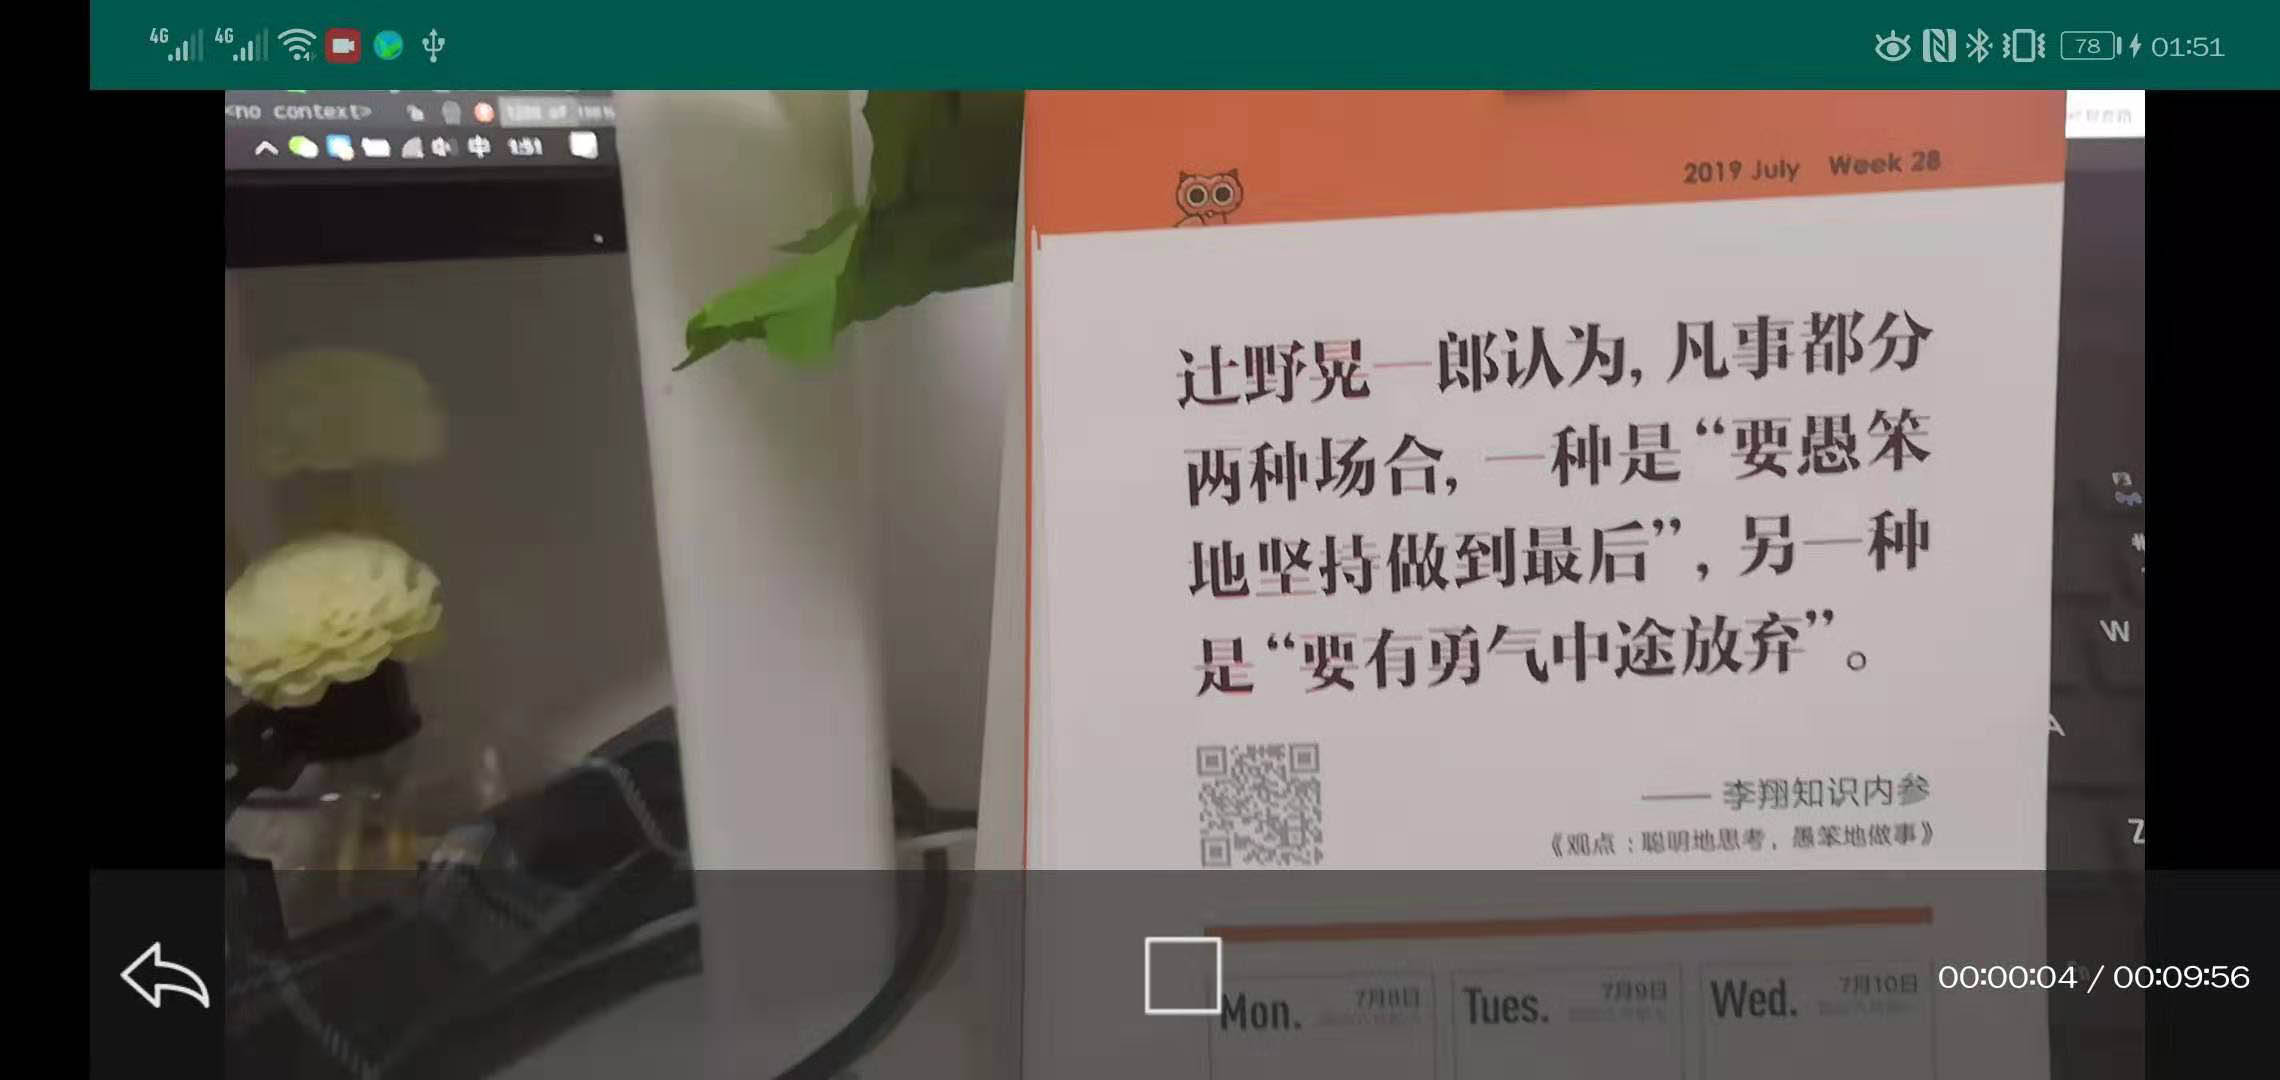 4G 4G 78 01:51
<no context>
中 1:51
2019 July Week 28
辻野晃一郎认为，凡事都分
两种场合，一种是“要愚笨
地坚持做到最后”，另一种
是“要有勇气中途放弃”。
—— 李翔知识内参
《观点：聪明地思考，愚笨地做事》
W
A
Z
Mon. 7月8日 Tues. 7月9日 Wed. 7月10日
00:00:04 / 00:09:56